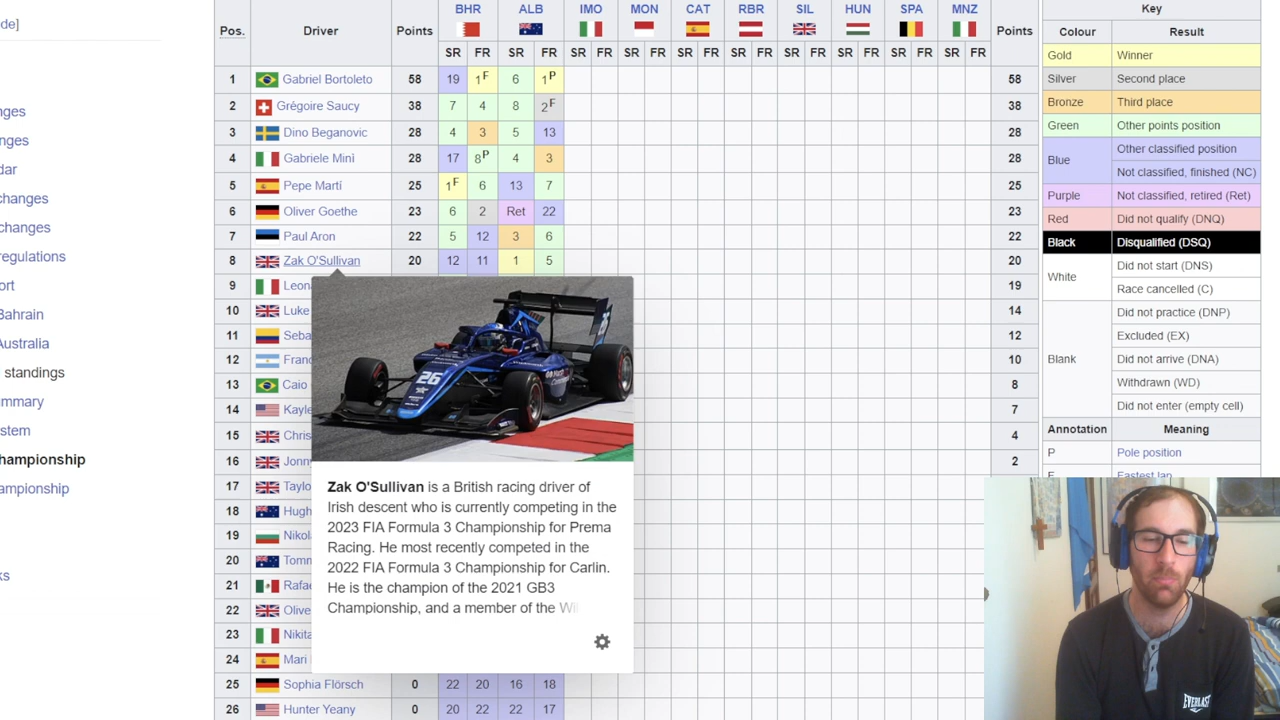 de]
nges
nges
dar
changes
changes
regulations
ort
Bahrain
Australia
standings
ummary
stem
hampionship
ampionship
ks
BHR ALB IMO MON CAT RBR SIL HUN SPA MNZ
Pos. Driver Points Points
SR FR SR FR SR FR SR FR SR FR SR FR SR FR SR FR SR FR SR FR
1 Gabriel Bortoleto 58 19 1F 6 1P 58
2 Grégoire Saucy 38 7 4 8 2F 38
3 Dino Beganovic 28 4 3 5 13 28
4 Gabriele Minì 28 17 8P 4 3 28
5 Pepe Martí 25 1F 6 13 7 25
6 Oliver Goethe 23 6 2 Ret 22 23
7 Paul Aron 22 5 12 3 6 22
8 Zak O'Sullivan 20 12 11 1 5 20
9 Leon 19
10 Luke 14
11 Seba 12
12 Franc 10
13 Caio 8
14 Kayle 7
15 Chris 4
16 Jonn 2
17 Taylo
18 Hugh
19 Nikol
20 Tomm
21 Rafae
22 Olive
23 Nikita
24 Mari
25 Sophia Flörsch 0 22 20 16 18
26 Hunter Yeany 0 20 22 22 17
Zak O'Sullivan is a British racing driver of
Irish descent who is currently competing in the
2023 FIA Formula 3 Championship for Prema
Racing. He most recently competed in the
2022 FIA Formula 3 Championship for Carlin.
He is the champion of the 2021 GB3
Championship, and a member of the Wi
Key
Colour Result
Gold Winner
Silver Second place
Bronze Third place
Green Other points position
Blue Other classified position
Not classified, finished (NC)
Purple Not classified, retired (Ret)
Red Did not qualify (DNQ)
Black Disqualified (DSQ)
White Did not start (DNS)
Race cancelled (C)
Blank Did not practice (DNP)
Excluded (EX)
Did not arrive (DNA)
Withdrawn (WD)
Did not enter (empty cell)
Annotation Meaning
P Pole position
EVERLAST